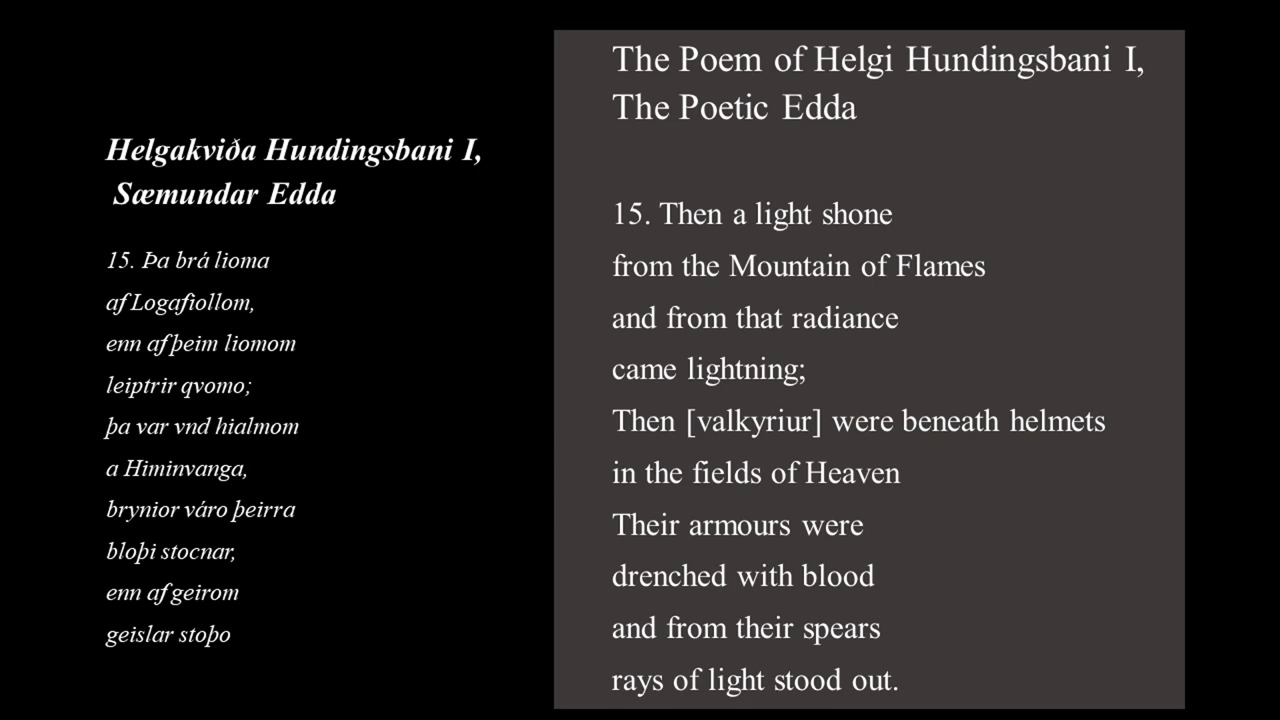 Helgakviða Hundingsbani I,
Sæmundar Edda
15. Þa brá lioma
af Logafiollom,
enn af þeim liomom
leiptrir qvomo;
þa var vnd hialmom
a Himinvanga,
brynior váro þeirra
bloþi stocnar,
enn af geirom
geislar stoþo
The Poem of Helgi Hundingsbani I,
The Poetic Edda
15. Then a light shone
from the Mountain of Flames
and from that radiance
came lightning;
Then [valkyriur] were beneath helmets
in the fields of Heaven
Their armours were
drenched with blood
and from their spears
rays of light stood out.